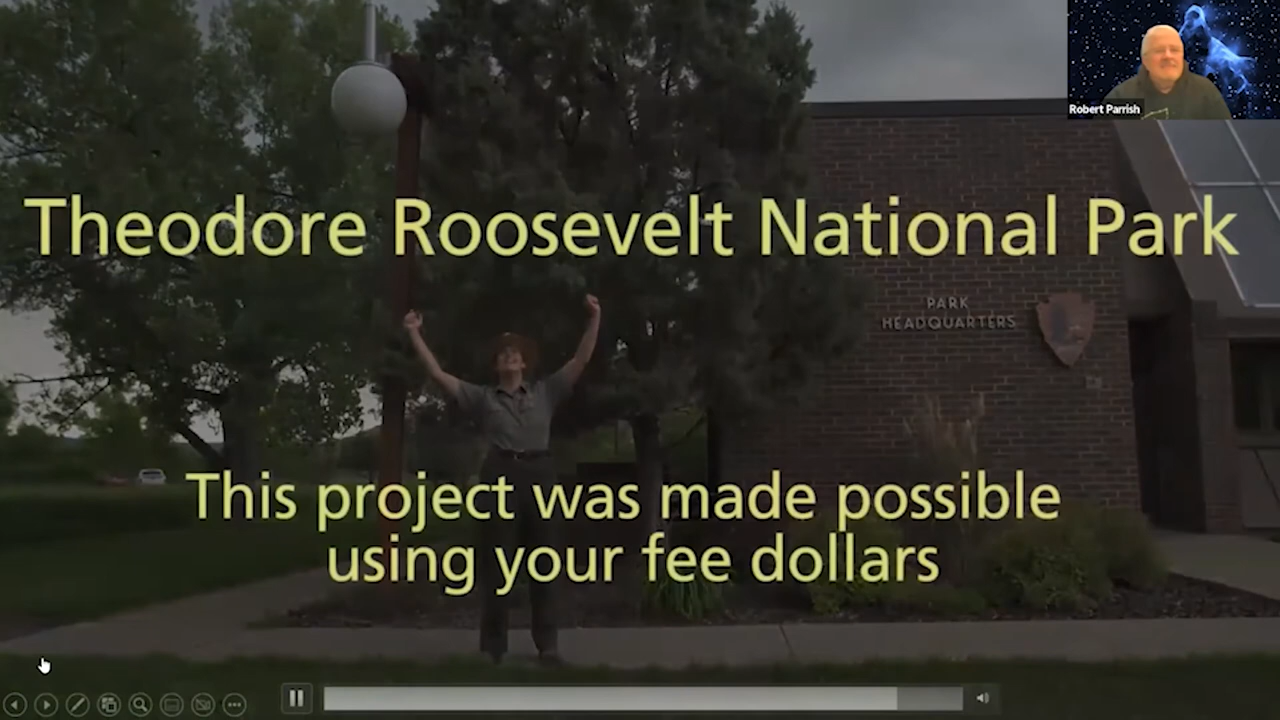 Robert Parrish
Theodore Roosevelt National Park
PARK
HEADQUARTERS
This project was made possible
using your fee dollars